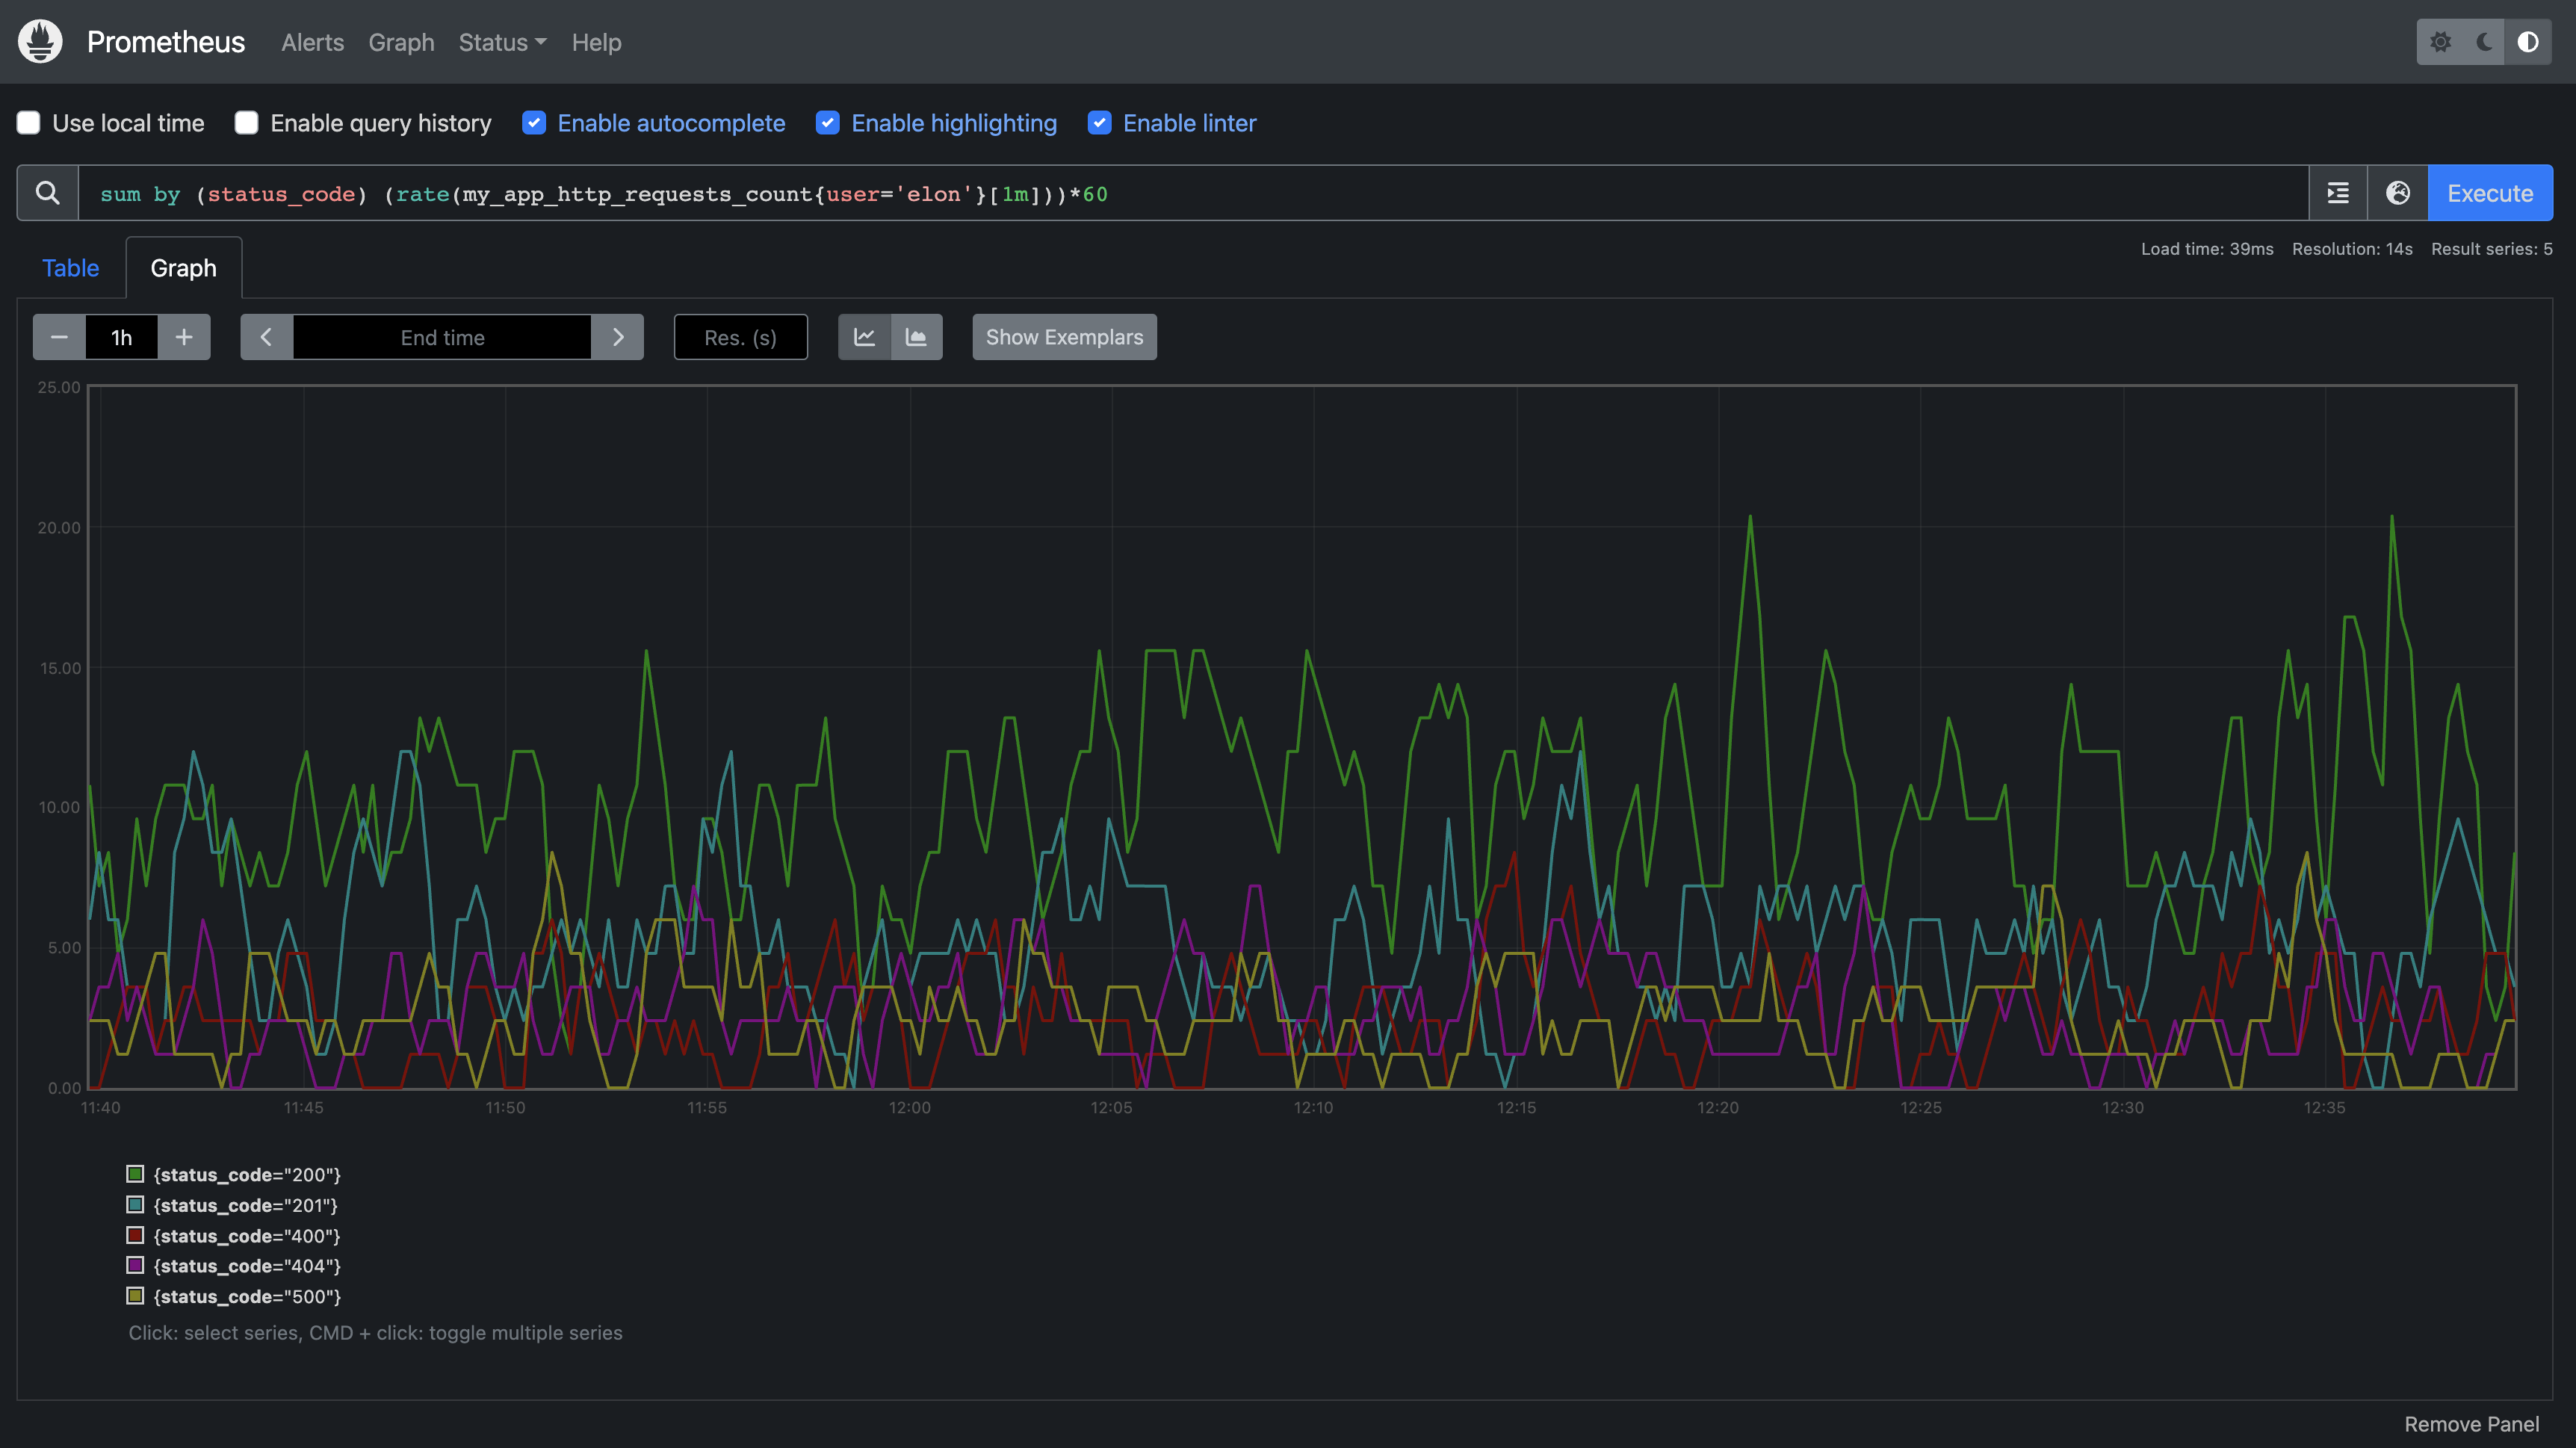 Prometheus Alerts Graph Status Help
Use local time Enable query history Enable autocomplete Enable highlighting Enable linter
sum by (status_code) (rate(my_app_http_requests_count{user='elon'}[1m]))*60 Execute
Load time: 39ms Resolution: 14s Result series: 5
Table Graph
1h End time Res. (s) Show Exemplars
25.00
20.00
15.00
10.00
5.00
0.00
11:40 11:45 11:50 11:55 12:00 12:05 12:10 12:15 12:20 12:25 12:30 12:35
{status_code="200"}
{status_code="201"}
{status_code="400"}
{status_code="404"}
{status_code="500"}
Click: select series, CMD + click: toggle multiple series
Remove Panel